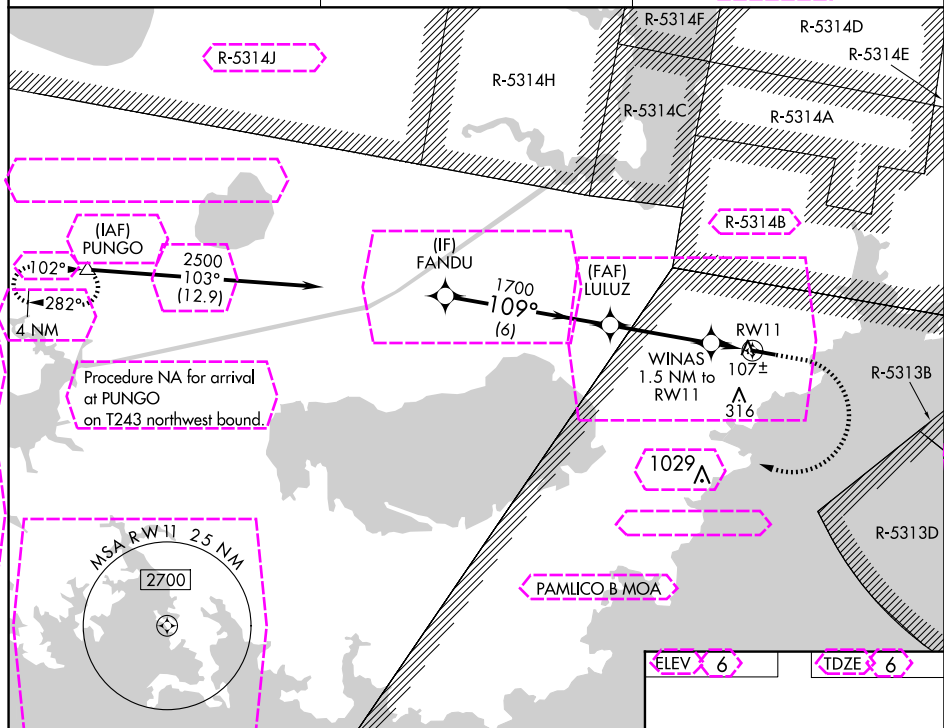 R-5314F
R-5314D
R-5314J
R-5314E
R-5314H
R-5314C
R-5314A
R-5314B
(IAF)
PUNGO
102°
2500
103°
(12.9)
282°
4 NM
(IF)
FANDU
1700
109°
(6)
(FAF)
LULUZ
WINAS
1.5 NM to
RW11
RW11
107±
316
R-5313B
Procedure NA for arrival
at PUNGO
on T243 northwest bound.
1029
R-5313D
MSA RW11 25 NM
2700
PAMLICO B MOA
ELEV 6
TDZE 6